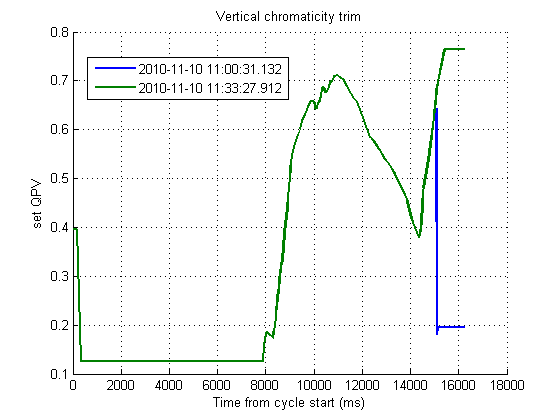 Vertical chromaticity trim
0.8
0.7
0.6
0.5
0.4
0.3
0.2
0.1
set QPV
2010-11-10 11:00:31.132
2010-11-10 11:33:27.912
0 2000 4000 6000 8000 10000 12000 14000 16000 18000
Time from cycle start (ms)